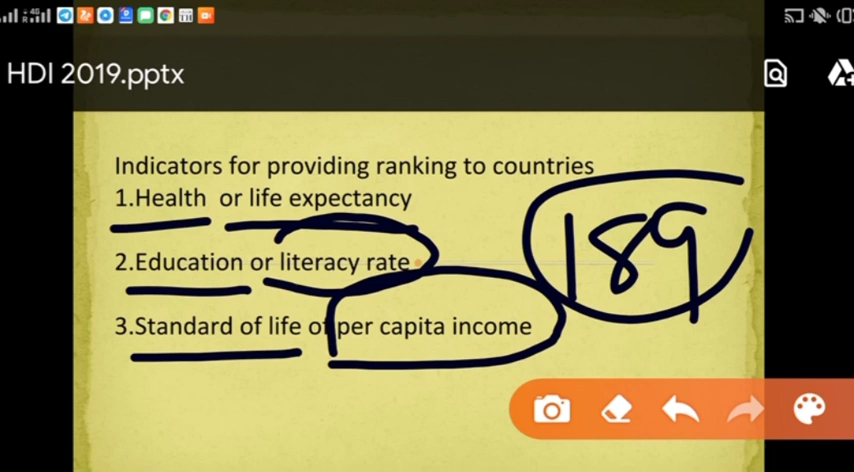 HDI 2019.pptx
Indicators for providing ranking to countries
1.Health or life expectancy
2.Education or literacy rate
3.Standard of life of per capita income
189